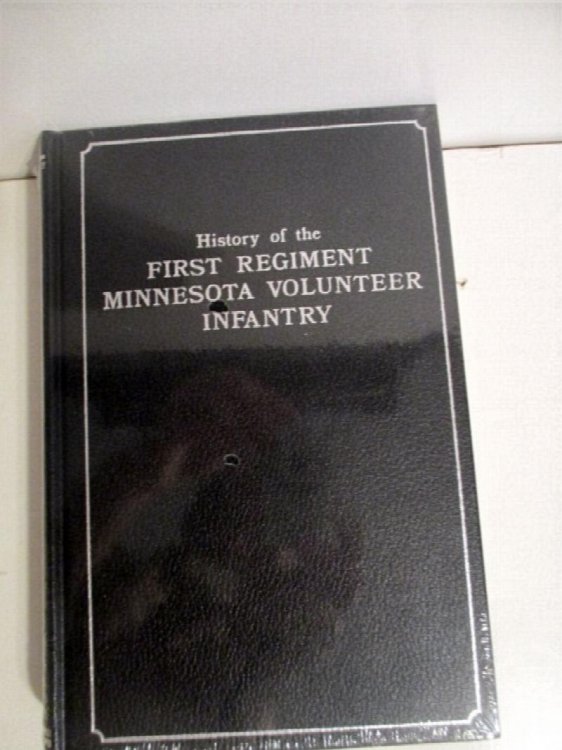 History of the
FIRST REGIMENT
MINNESOTA VOLUNTEER
INFANTRY